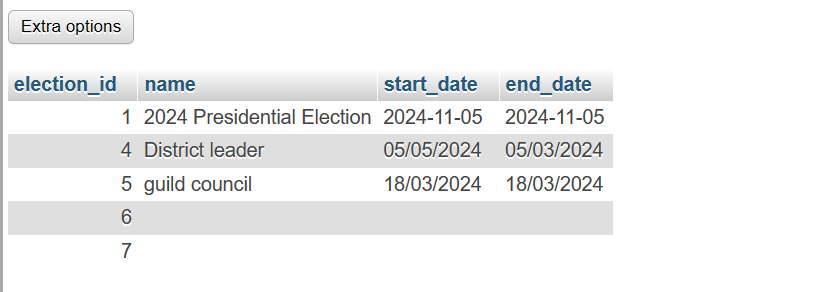 Extra options
election_id name start_date end_date
1 2024 Presidential Election 2024-11-05 2024-11-05
4 District leader 05/05/2024 05/03/2024
5 guild council 18/03/2024 18/03/2024
6
7